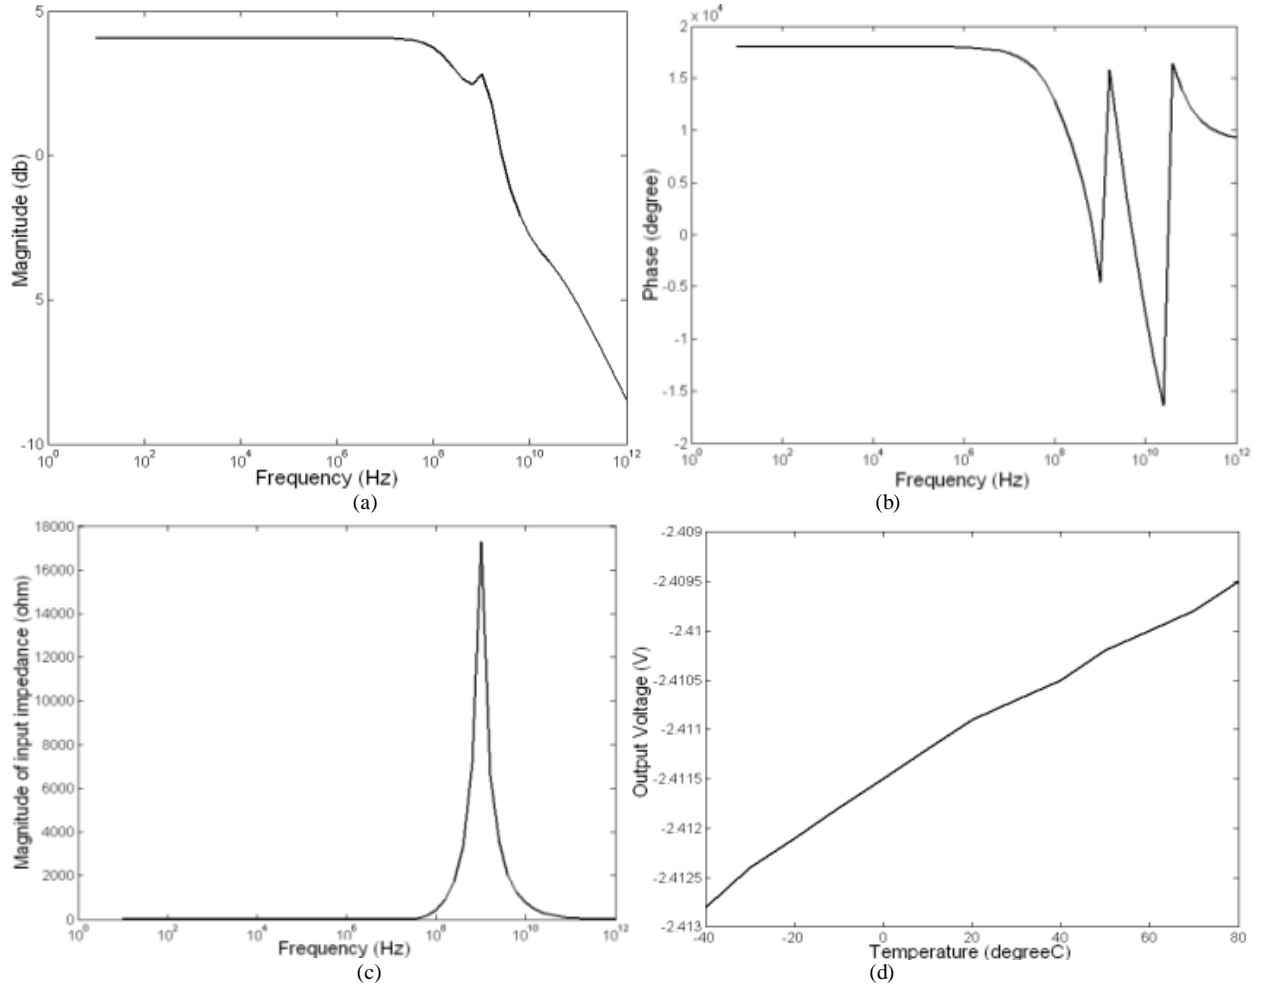 5
0
5
-10
10^0 10^2 10^4 10^6 10^8 10^10 10^12
Magnitude (db)
Frequency (Hz)
(a)
× 10^4
2
1.5
1
0.5
0
-0.5
-1
-1.5
-2
10^0 10^2 10^4 10^6 10^8 10^10 10^12
Phase (degree)
Frequency (Hz)
(b)
18000
16000
14000
12000
10000
8000
6000
4000
2000
0
10^0 10^2 10^4 10^6 10^8 10^10 10^12
Magnitude of input impedance (ohm)
Frequency (Hz)
(c)
-2.409
-2.4095
-2.41
-2.4105
-2.411
-2.4115
-2.412
-2.4125
-2.413
-40 -20 0 20 40 60 80
Output Voltage (V)
Temperature (degreeC)
(d)